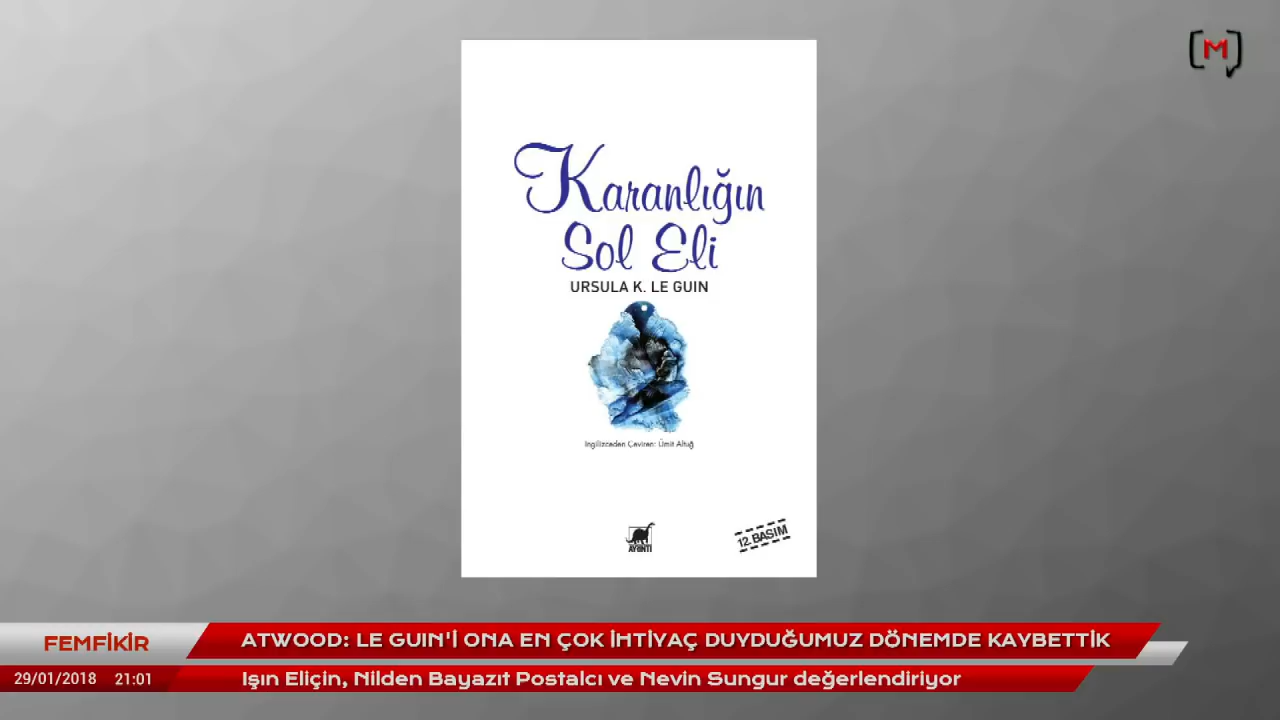 M
Karanlığın
Sol Eli
URSULA K. LE GUIN
İngilizceden Çeviren: Ümit Altuğ
AYRINTI
12. BASIM
FEMFİKİR
ATWOOD: LE GUIN'İ ONA EN ÇOK İHTİYAÇ DUYDUĞUMUZ DÖNEMDE KAYBETTİK
29/01/2018 21:01
Işın Eliçin, Nilden Bayazıt Postalcı ve Nevin Sungur değerlendiriyor